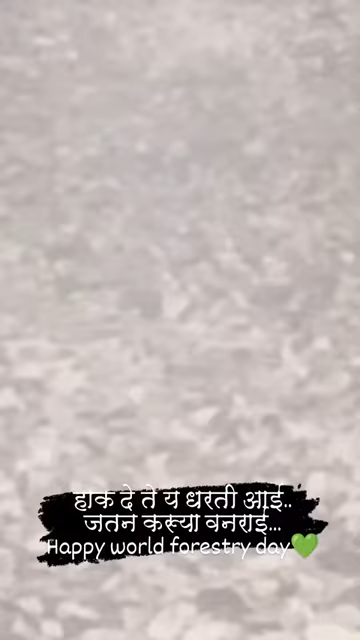 हाक दे ते य धरती आई..
जतन करूया वनराई...
Happy world forestry day💚